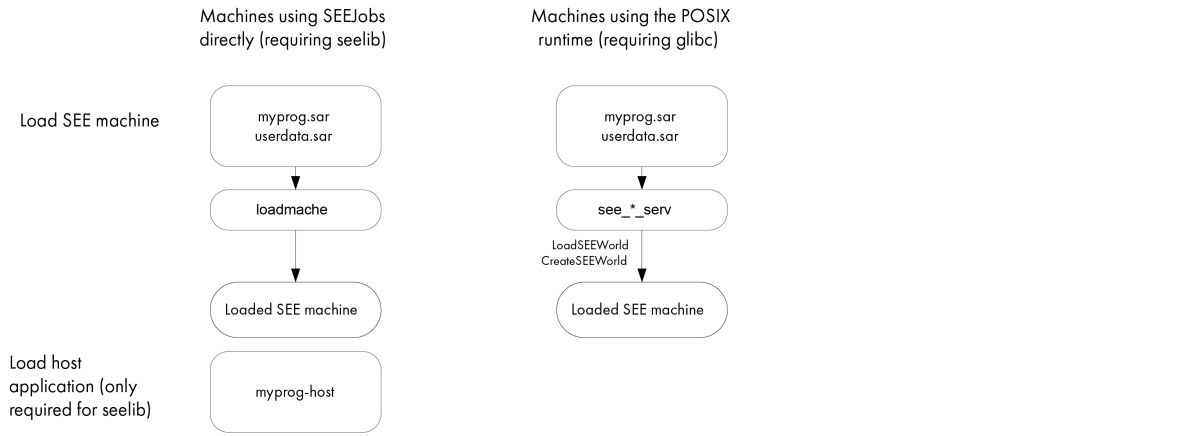 Machines using SEEJobs
directly (requiring seelib)
Machines using the POSIX
runtime (requiring glibc)
Load SEE machine
myprog.sar
userdata.sar
myprog.sar
userdata.sar
loadmache
see_*_serv
LoadSEEWorld
CreateSEEWorld
Loaded SEE machine
Loaded SEE machine
Load host
application (only
required for seelib)
myprog-host